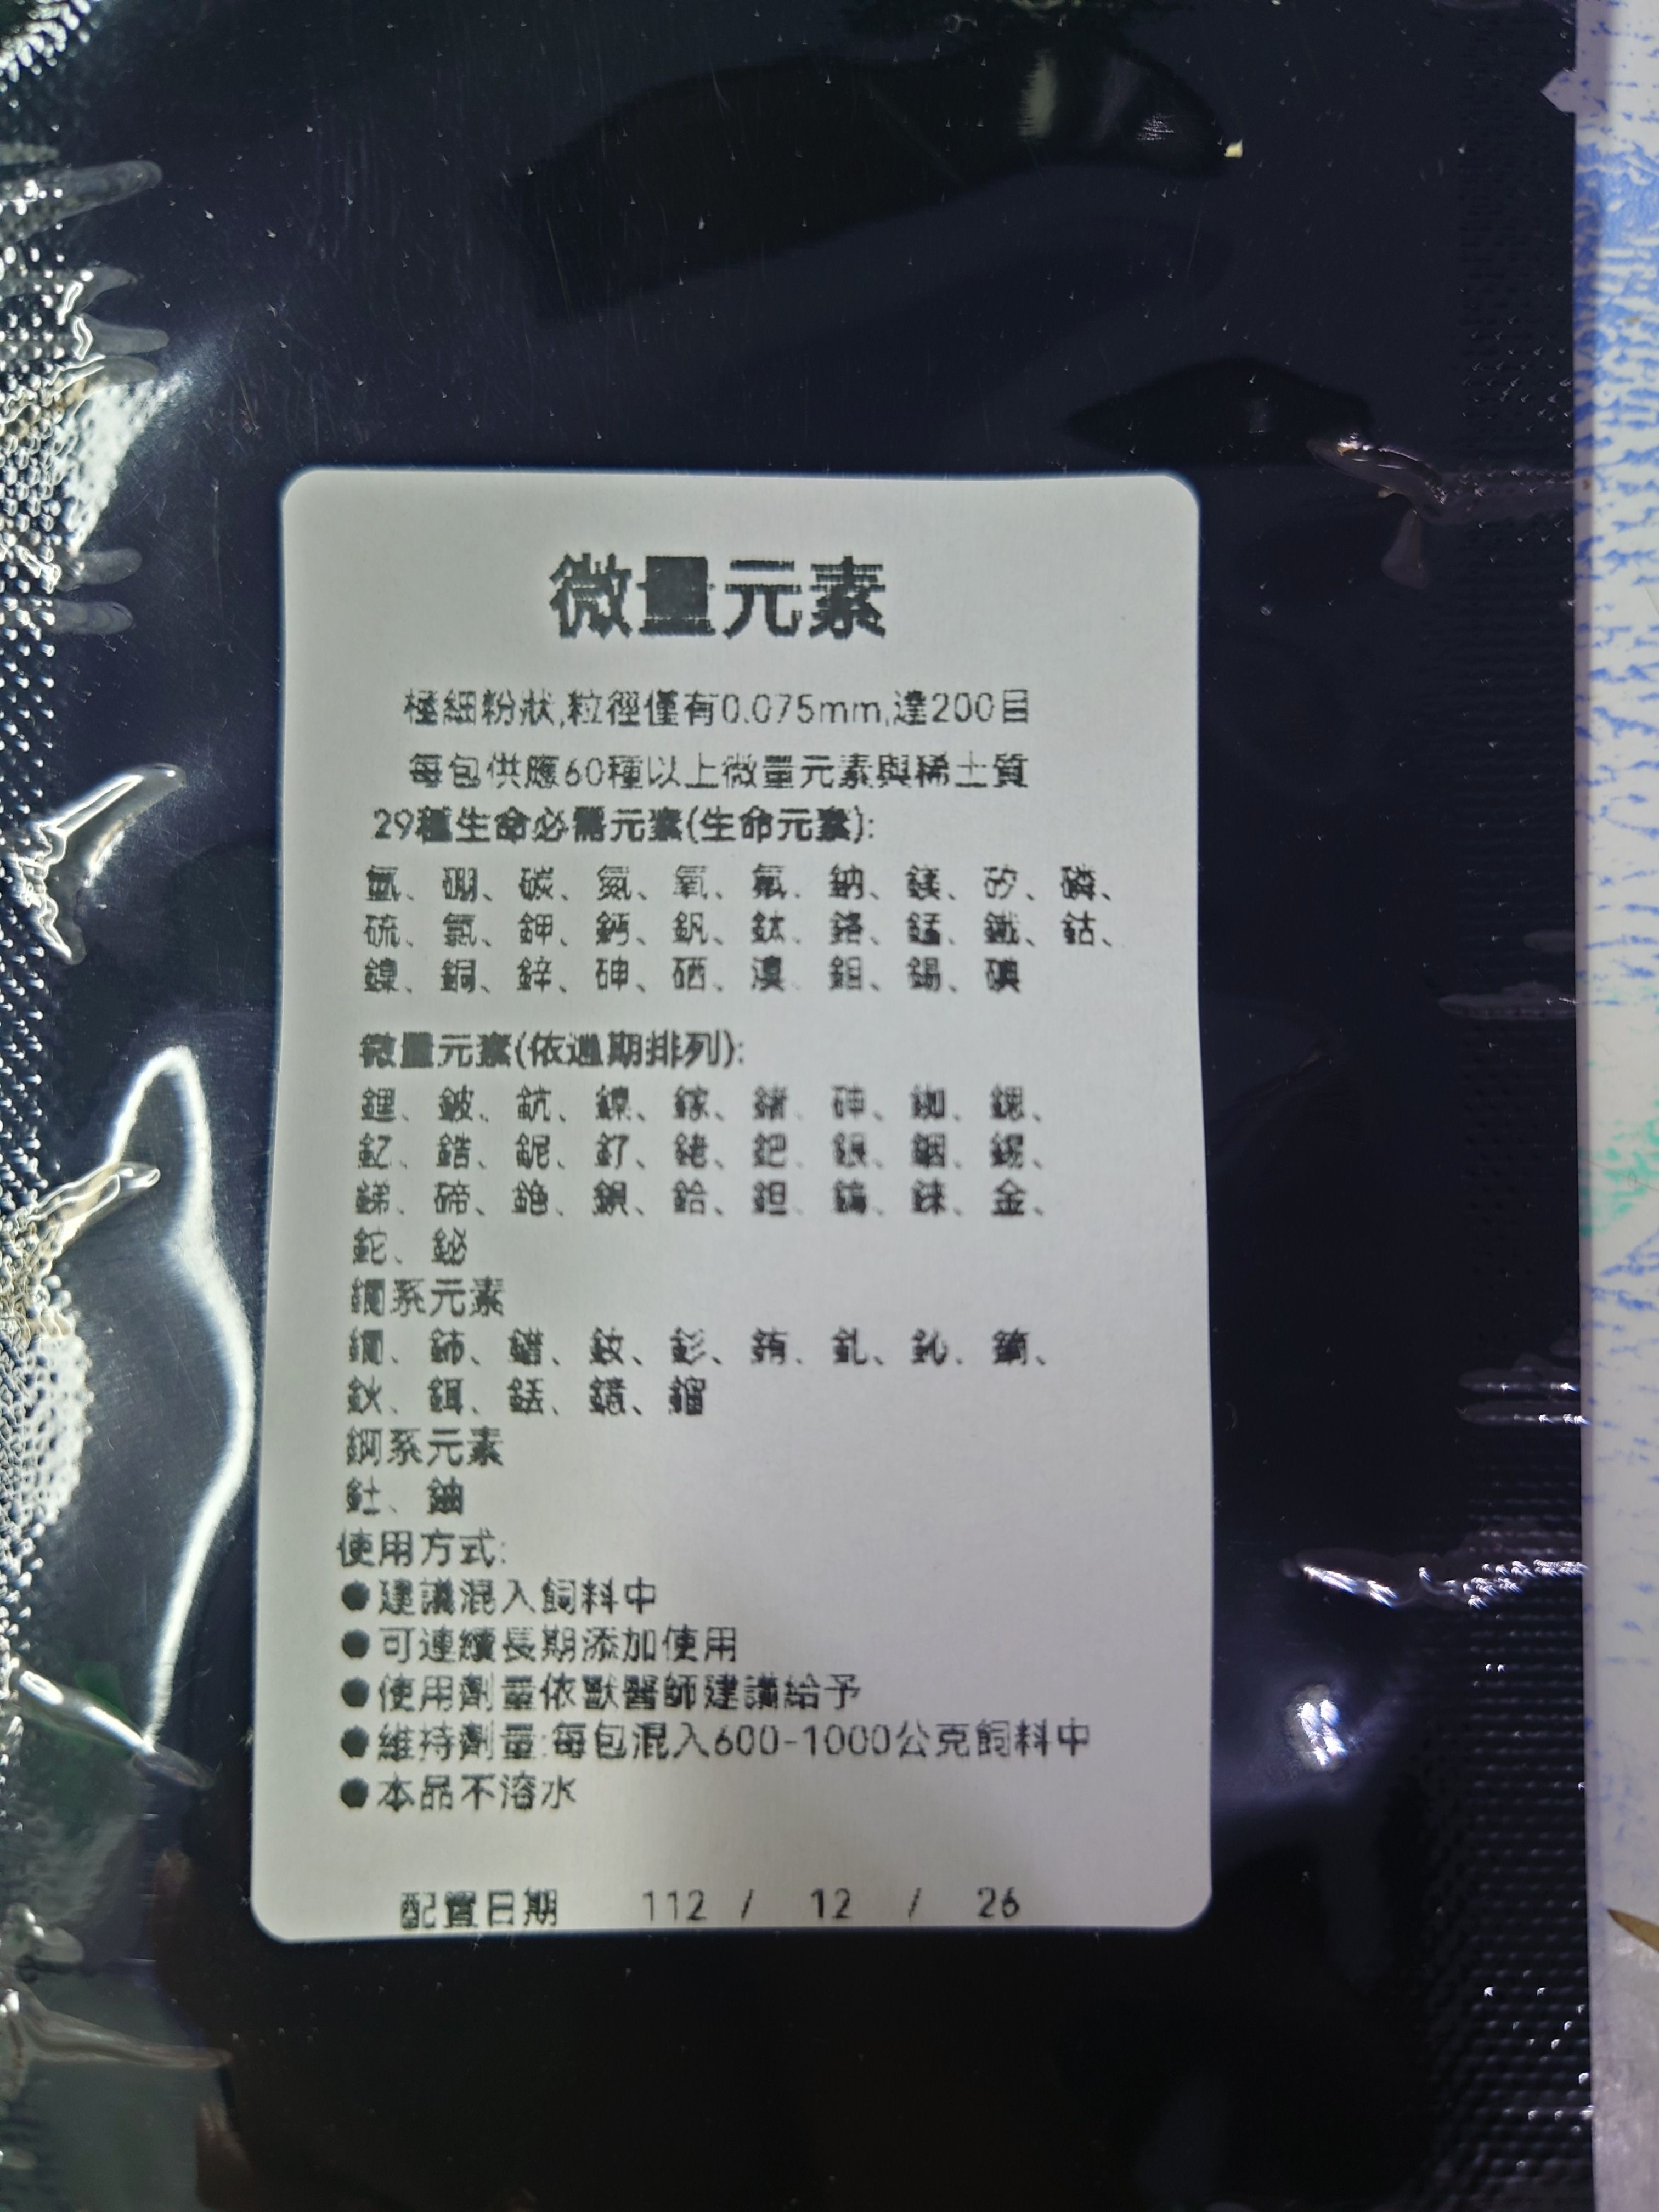 微量元素
極細粉狀,粒徑僅有0.075mm,達200目
每包供應60種以上微量元素與稀土質
29種生命必需元素(生命元素):
氫、硼、碳、氮、氧、氟、鈉、鎂、矽、磷、
硫、氯、鉀、鈣、釩、鈦、鉻、錳、鐵、鈷、
鎳、銅、鋅、砷、硒、溴、鉬、錫、碘
微量元素(依週期排列):
鋰、鈹、鈧、鎳、鎵、鍺、砷、銣、鍶、
釔、鋯、鈮、釕、銠、鈀、銀、銦、錫、
銻、碲、銫、鋇、鉿、鉭、鎢、錸、金、
鉈、鉍
鑭系元素
鑭、鈰、鐠、釹、釤、銪、釓、鈥、鏑、
鈥、鉺、銩、鐿、鎦
錒系元素
釷、鈾
使用方式:
●建議混入飼料中
●可連續長期添加使用
●使用劑量依獸醫師建議給予
●維持劑量:每包混入600-1000公克飼料中
●本品不溶水
配置日期 112 / 12 / 26